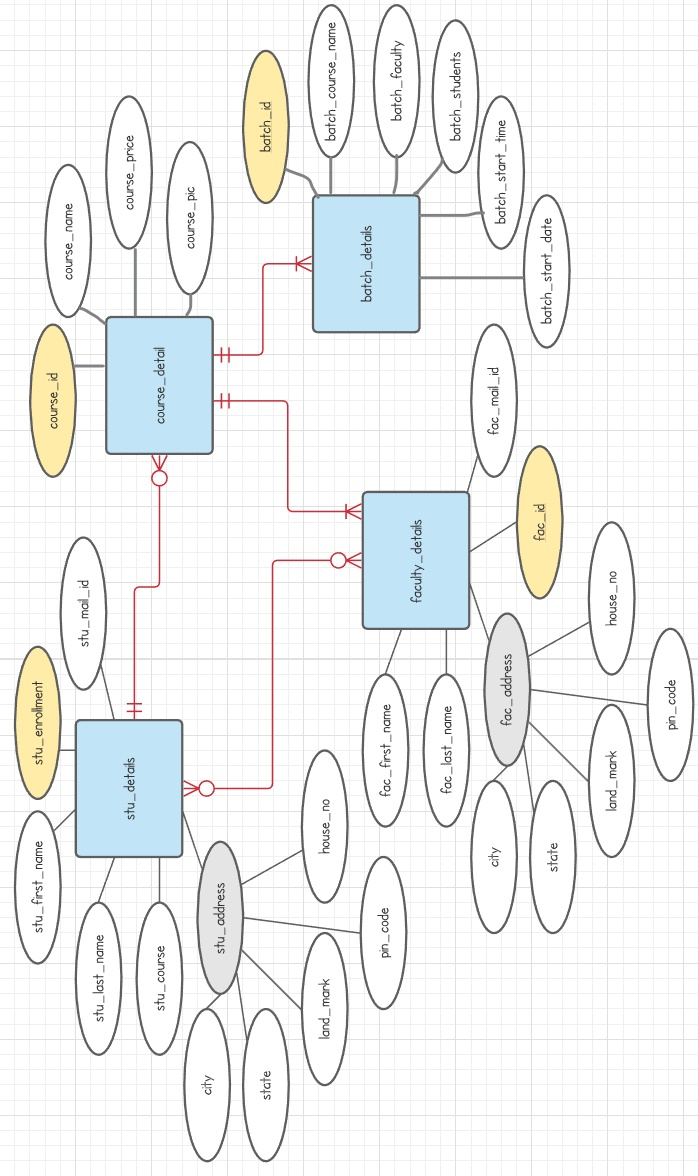 stu_first_name
stu_enrollment
stu_mail_id
stu_last_name
stu_details
stu_course
city
stu_address
state
house_no
land_mark
pin_code
course_id
course_name
course_price
course_detail
course_pic
batch_id
batch_course_name
batch_details
batch_faculty
batch_students
batch_start_time
batch_start_date
fac_first_name
faculty_details
fac_mail_id
fac_last_name
fac_id
city
fac_address
state
house_no
land_mark
pin_code